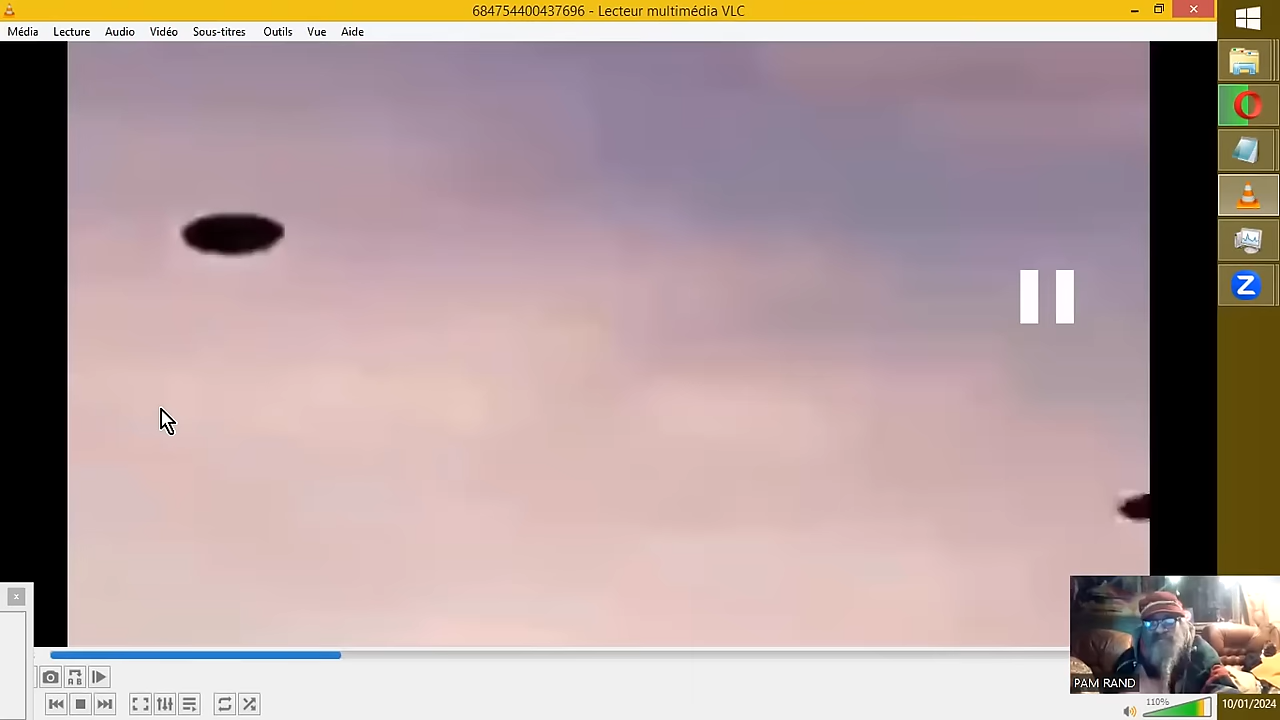 684754400437696 - Lecteur multimédia VLC
Média Lecture Audio Vidéo Sous-titres Outils Vue Aide
Z
x
A B
PAM RAND
110%
10/01/2024